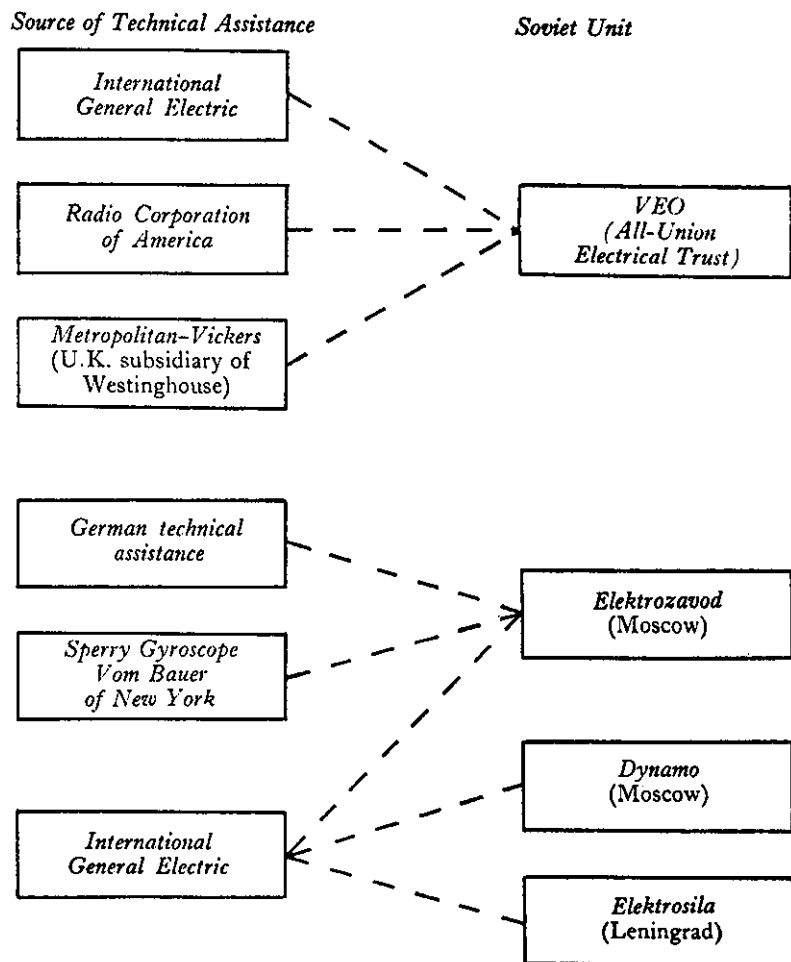 Source of Technical Assistance
Soviet Unit
International
General Electric
Radio Corporation
of America
VEO
(All-Union
Electrical Trust)
Metropolitan–Vickers
(U.K. subsidiary of
Westinghouse)
German technical
assistance
Elektrozavod
(Moscow)
Sperry Gyroscope
Vom Bauer
of New York
Dynamo
(Moscow)
International
General Electric
Elektrosila
(Leningrad)